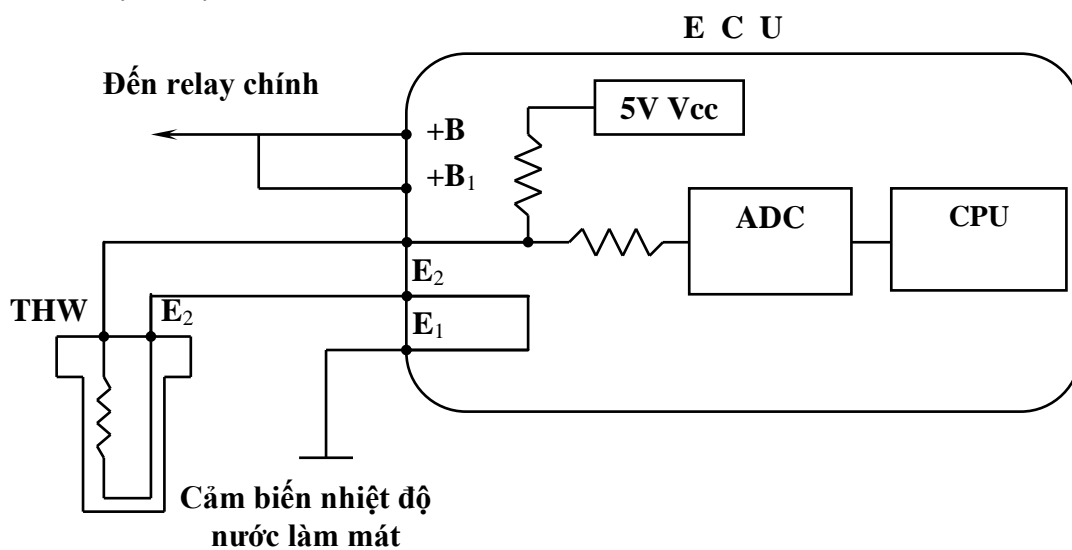 E C U
Đến relay chính
5V Vcc
+B
+B₁
ADC
CPU
E₂
THW
E₂
E₁
Cảm biến nhiệt độ
nước làm mát